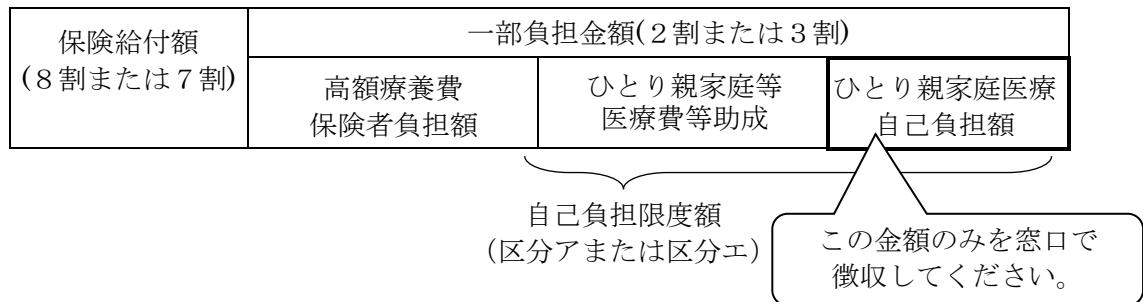 保険給付額
(８割または７割)
一部負担金額(２割または３割)
高額療養費
保険者負担額
ひとり親家庭等
医療費等助成
ひとり親家庭医療
自己負担額
自己負担限度額
（区分アまたは区分エ）
この金額のみを窓口で
徴収してください。